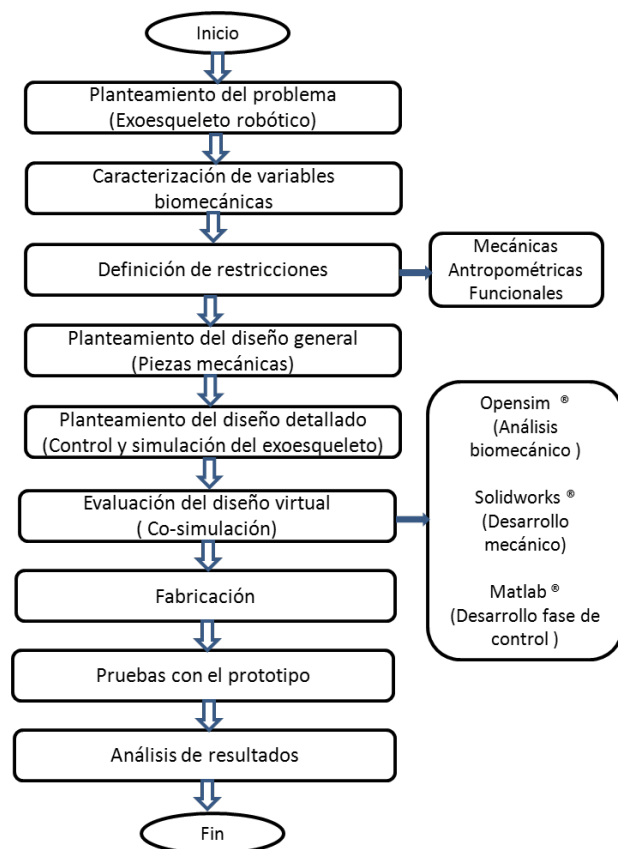 Inicio
Planteamiento del problema
(Exoesqueleto robótico)
Caracterización de variables
biomecánicas
Definición de restricciones
Mecánicas
Antropométricas
Funcionales
Planteamiento del diseño general
(Piezas mecánicas)
Planteamiento del diseño detallado
(Control y simulación del exoesqueleto)
Evaluación del diseño virtual
( Co-simulación)
Opensim ®
(Análisis
biomecánico )
Solidworks ®
(Desarrollo
mecánico)
Matlab ®
(Desarrollo fase de
control )
Fabricación
Pruebas con el prototipo
Análisis de resultados
Fin